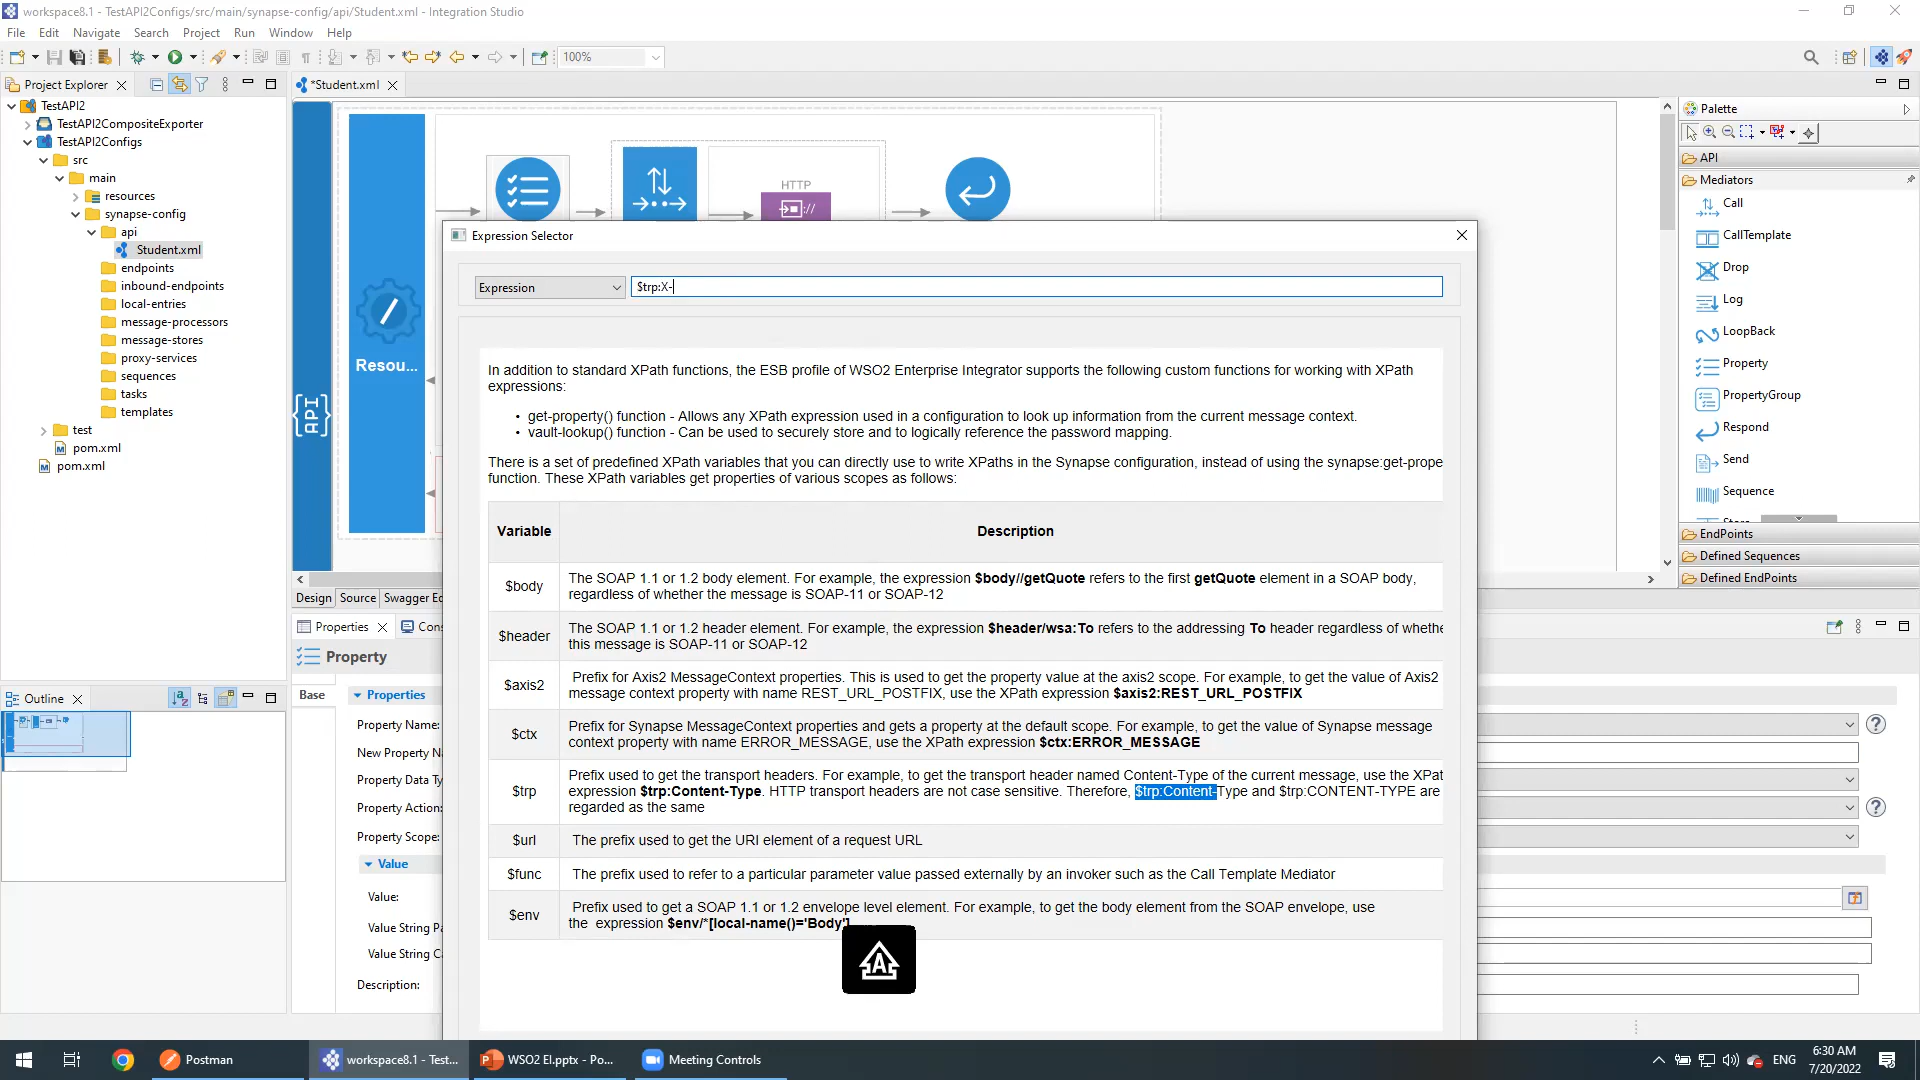 workspace8.1 - TestAPI2Configs/src/main/synapse-config/api/Student.xml - Integration Studio
File Edit Navigate Search Project Run Window Help
100%
Project Explorer
TestAPI2
TestAPI2CompositeExporter
TestAPI2Configs
src
main
resources
synapse-config
api
Student.xml
endpoints
inbound-endpoints
local-entries
message-processors
message-stores
proxy-services
sequences
tasks
templates
test
pom.xml
pom.xml
Outline
*Student.xml
HTTP
://
Resou...
{API}
Design Source Swagger Ed
Properties Con
Property
Base
Properties
Property Name:
New Property N
Property Data Ty
Property Action:
Property Scope:
Value
Value:
Value String Pa
Value String C
Description:
Expression Selector
Expression $trp:X-
In addition to standard XPath functions, the ESB profile of WSO2 Enterprise Integrator supports the following custom functions for working with XPath
expressions:
• get-property() function - Allows any XPath expression used in a configuration to look up information from the current message context.
• vault-lookup() function - Can be used to securely store and to logically reference the password mapping.
There is a set of predefined XPath variables that you can directly use to write XPaths in the Synapse configuration, instead of using the synapse:get-prope
function. These XPath variables get properties of various scopes as follows:
Variable Description
$body The SOAP 1.1 or 1.2 body element. For example, the expression $body//getQuote refers to the first getQuote element in a SOAP body,
regardless of whether the message is SOAP-11 or SOAP-12
$header The SOAP 1.1 or 1.2 header element. For example, the expression $header/wsa:To refers to the addressing To header regardless of whethe
this message is SOAP-11 or SOAP-12
$axis2 Prefix for Axis2 MessageContext properties. This is used to get the property value at the axis2 scope. For example, to get the value of Axis2
message context property with name REST_URL_POSTFIX, use the XPath expression $axis2:REST_URL_POSTFIX
$ctx Prefix for Synapse MessageContext properties and gets a property at the default scope. For example, to get the value of Synapse message
context property with name ERROR_MESSAGE, use the XPath expression $ctx:ERROR_MESSAGE
$trp Prefix used to get the transport headers. For example, to get the transport header named Content-Type of the current message, use the XPat
expression $trp:Content-Type. HTTP transport headers are not case sensitive. Therefore, $trp:Content-Type and $trp:CONTENT-TYPE are
regarded as the same
$url The prefix used to get the URI element of a request URL
$func The prefix used to refer to a particular parameter value passed externally by an invoker such as the Call Template Mediator
$env Prefix used to get a SOAP 1.1 or 1.2 envelope level element. For example, to get the body element from the SOAP envelope, use
the expression $env/*[local-name()='Body']
A
Palette
API
Mediators
Call
CallTemplate
Drop
Log
LoopBack
Property
PropertyGroup
Respond
Send
Sequence
EndPoints
Defined Sequences
Defined EndPoints
Postman
workspace8.1 - Test...
WSO2 EI.pptx - Po...
Meeting Controls
ENG
6:30 AM
7/20/2022